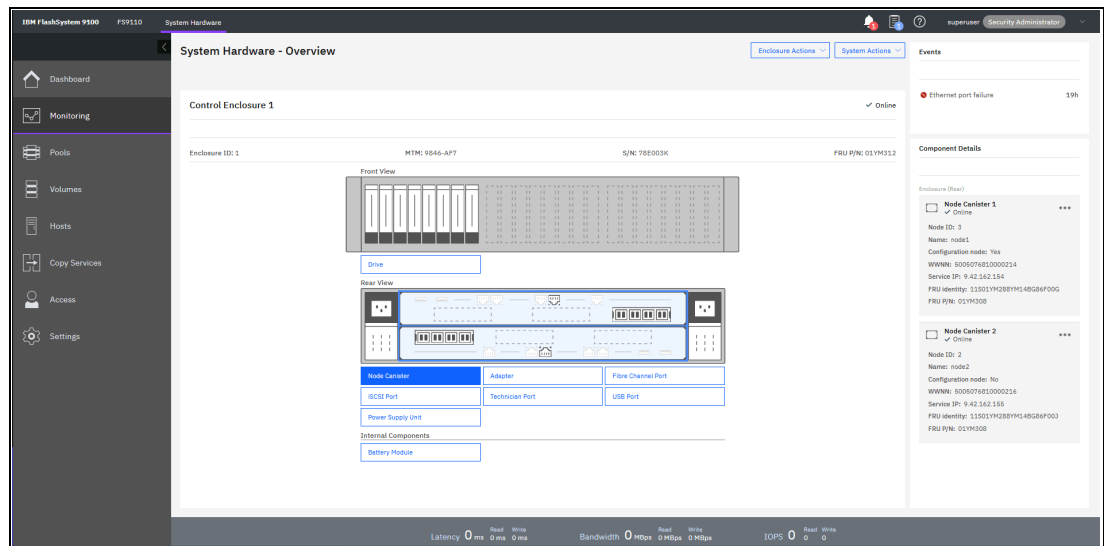 IBM FlashSystem 9100 FS9110 System Hardware
1 1 superuser Security Administrator
System Hardware - Overview
Enclosure Actions System Actions
Dashboard
Monitoring
Pools
Volumes
Hosts
Copy Services
Access
Settings
Control Enclosure 1
Online
Enclosure ID: 1 MTM: 9846-AF7 S/N: 78E003K FRU P/N: 01YM312
Front View
Drive
Rear View
Node Canister Adapter Fibre Channel Port
iSCSI Port Technician Port USB Port
Power Supply Unit
Internal Components
Battery Module
Events
Ethernet port failure 19h
Component Details
Enclosure (Rear)
Node Canister 1
Online
Node ID: 3
Name: node1
Configuration node: Yes
WWNN: 5005076810000214
Service IP: 9.42.162.154
FRU identity: 11S01YM288YM14BG86F00G
FRU P/N: 01YM308
Node Canister 2
Online
Node ID: 2
Name: node2
Configuration node: No
WWNN: 5005076810000216
Service IP: 9.42.162.155
FRU identity: 11S01YM288YM14BG86F003
FRU P/N: 01YM308
Latency 0 ms Read 0 ms Write 0 ms Bandwidth 0 MBps Read 0 MBps Write 0 MBps IOPS 0 Read 0 Write 0